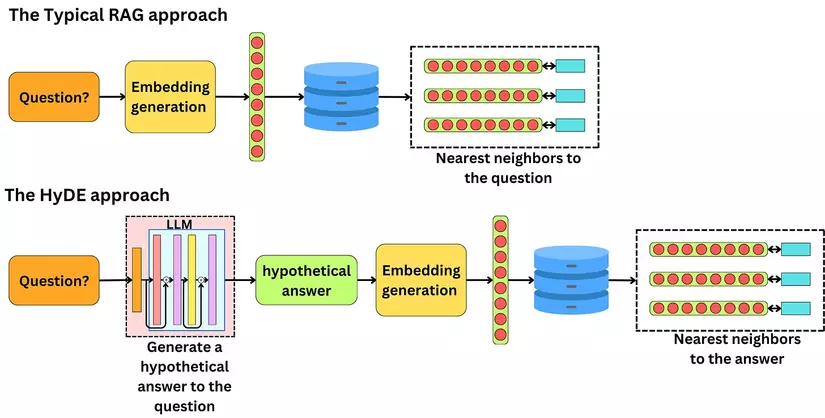 The Typical RAG approach
Question?
Embedding
generation
Nearest neighbors to
the question
The HyDE approach
Question?
LLM
Generate a
hypothetical
answer to the
question
hypothetical
answer
Embedding
generation
Nearest neighbors
to the answer